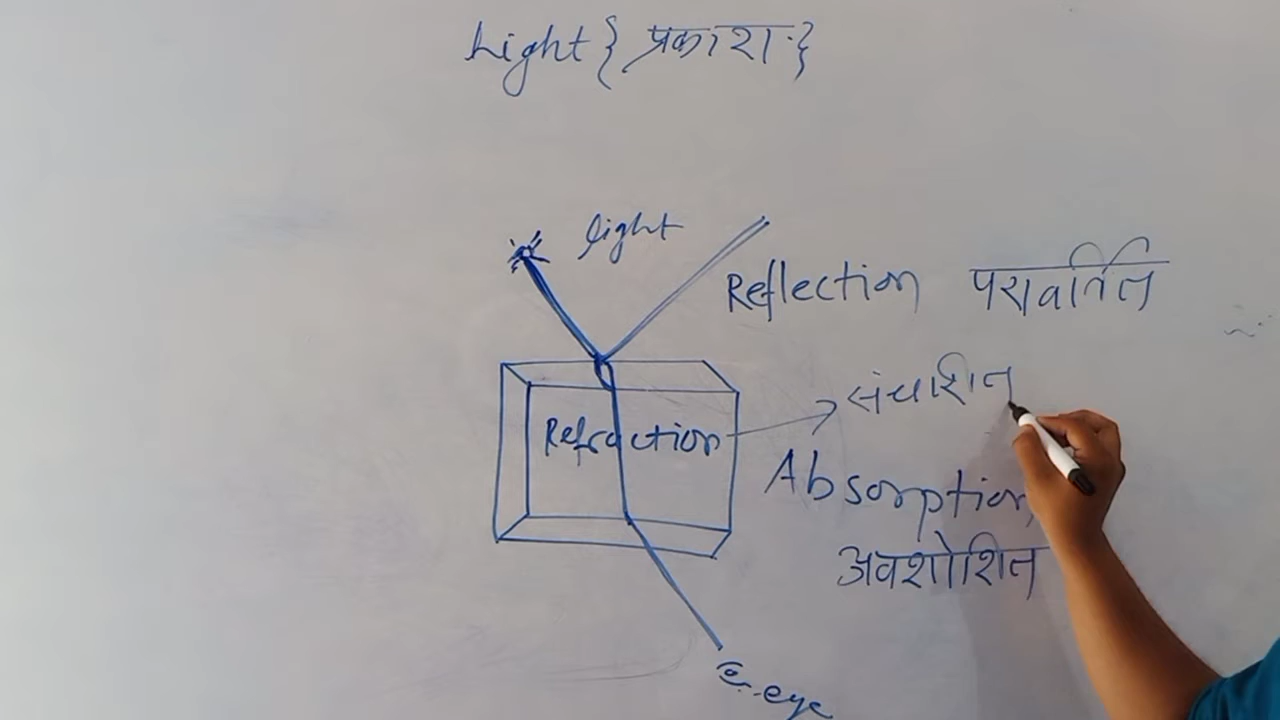 Light { प्रकाश.}
light
Reflection परावर्तित
Refraction
संचाशित
Absorption
अवशोशित
eye